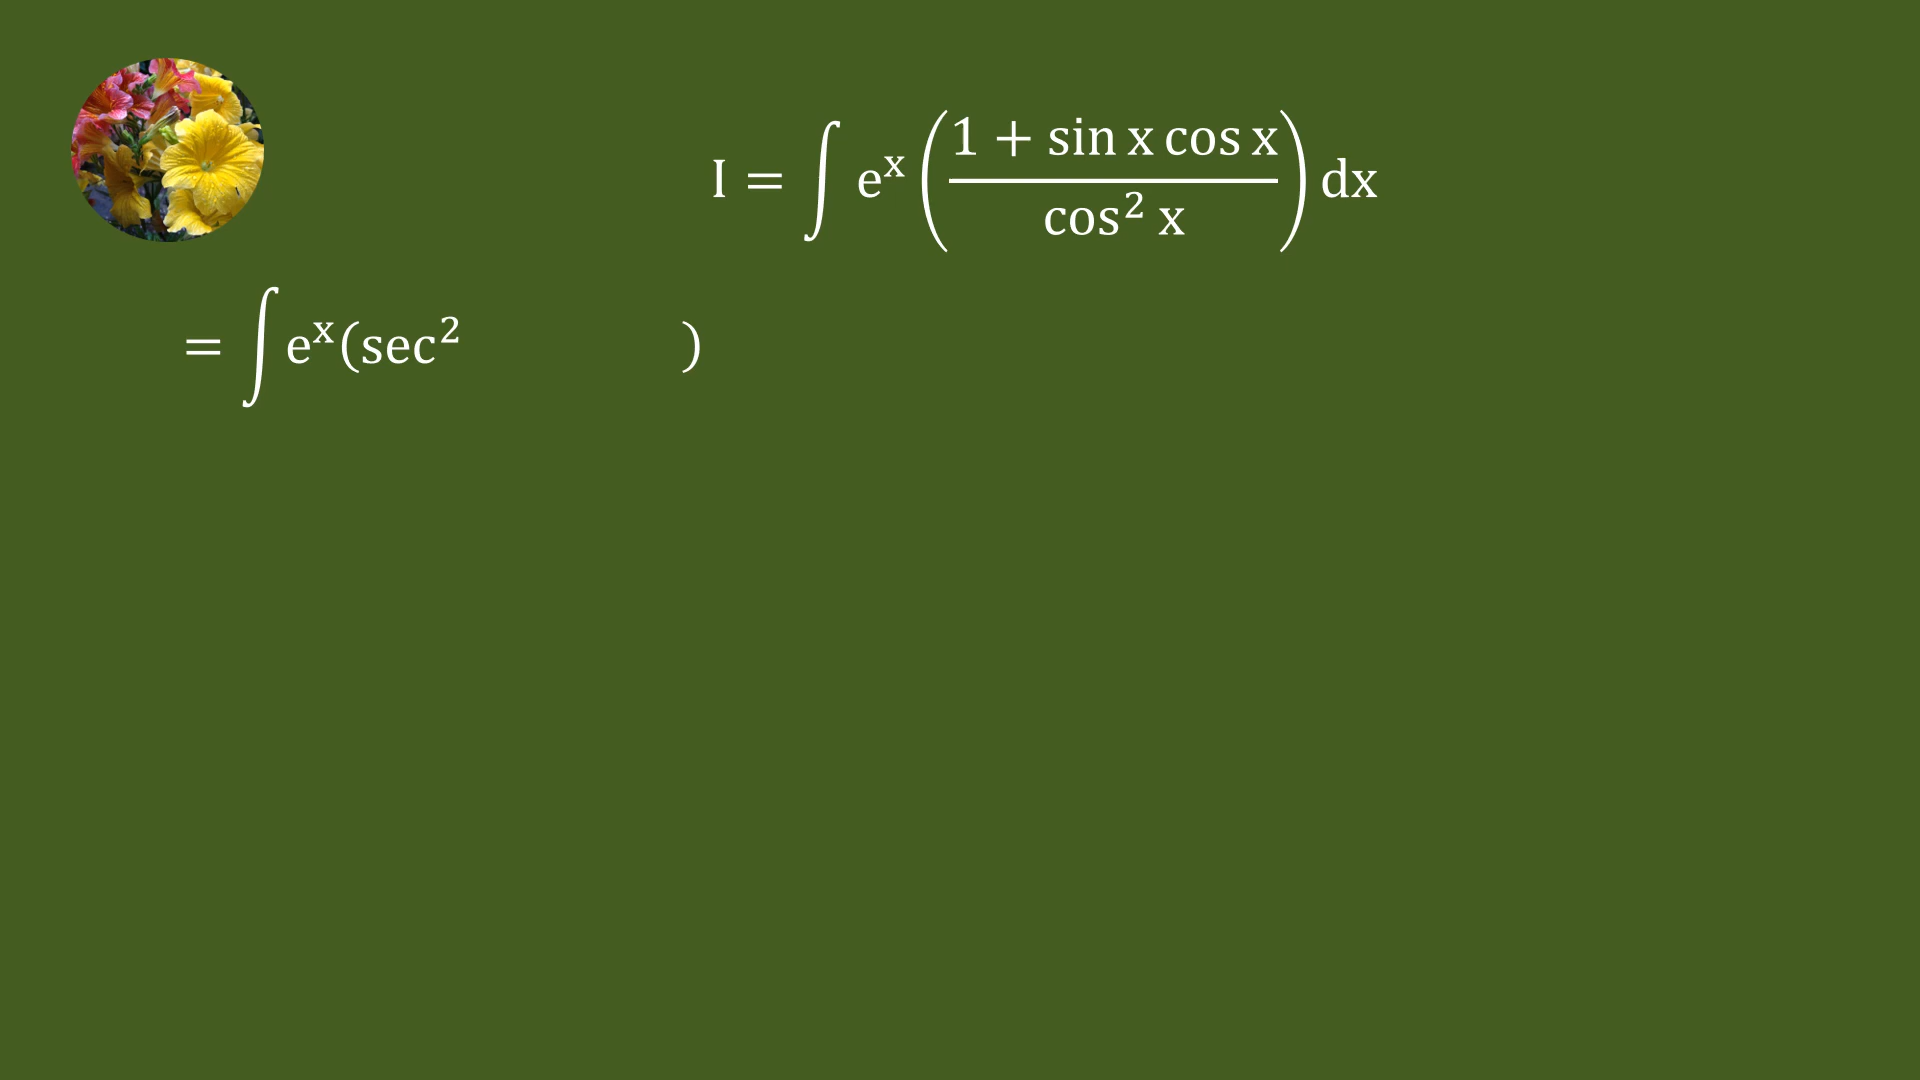 I = ∫ eˣ ( (1 + sin x cos x) / (cos² x) ) dx
= ∫ eˣ (sec² )